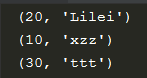 (20, 'Lilei')
(10, 'xzz')
(30, 'ttt')